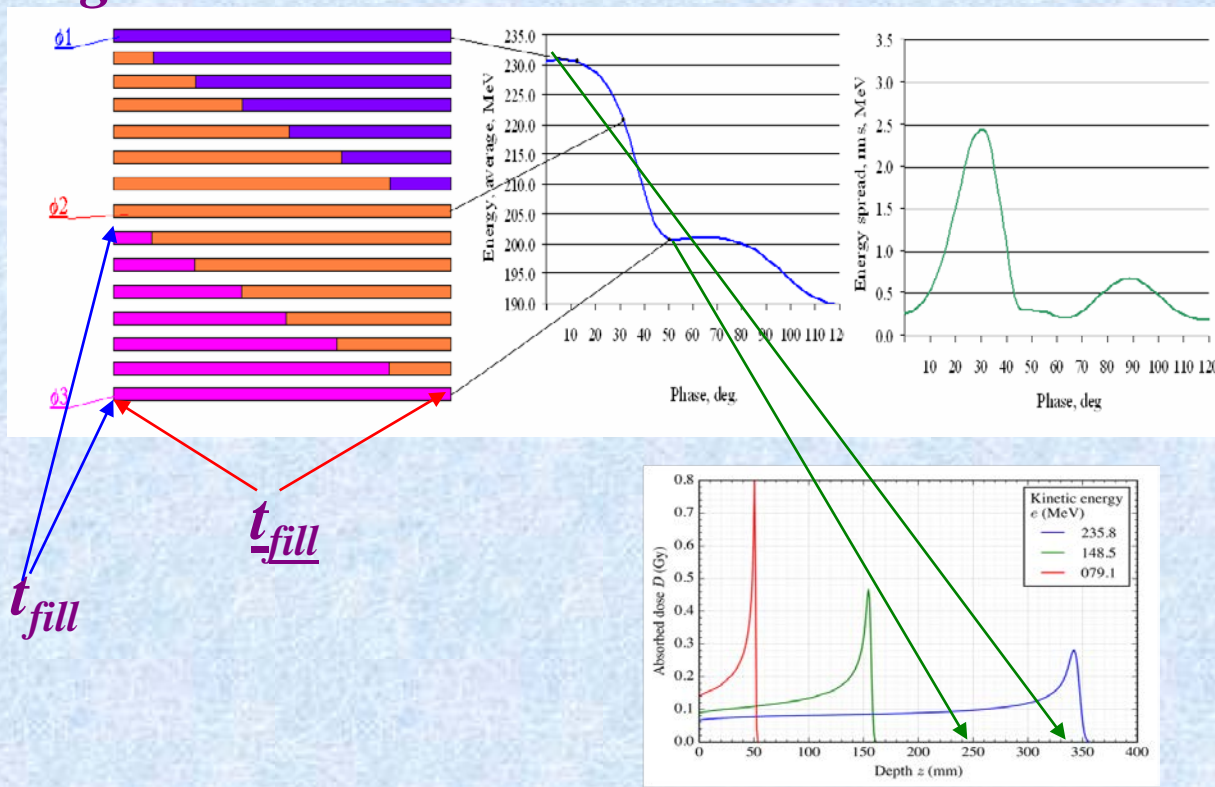 ϕ1
ϕ2
ϕ3
t_fill
t_fill
Energy, average, MeV
235.0
230.0
225.0
220.0
215.0
210.0
205.0
200.0
195.0
190.0
10 20 30 40 50 60 70 80 90 100 110 120
Phase, deg.
Energy spread, rms, MeV
3.5
3.0
2.5
2.0
1.5
1.0
0.5
0.0
10 20 30 40 50 60 70 80 90 100 110 120
Phase, deg
Absorbed dose D (Gy)
0.8
0.7
0.6
0.5
0.4
0.3
0.2
0.1
0.0
0 50 100 150 200 250 300 350 400
Depth z (mm)
Kinetic energy
e (MeV)
235.8
148.5
079.1